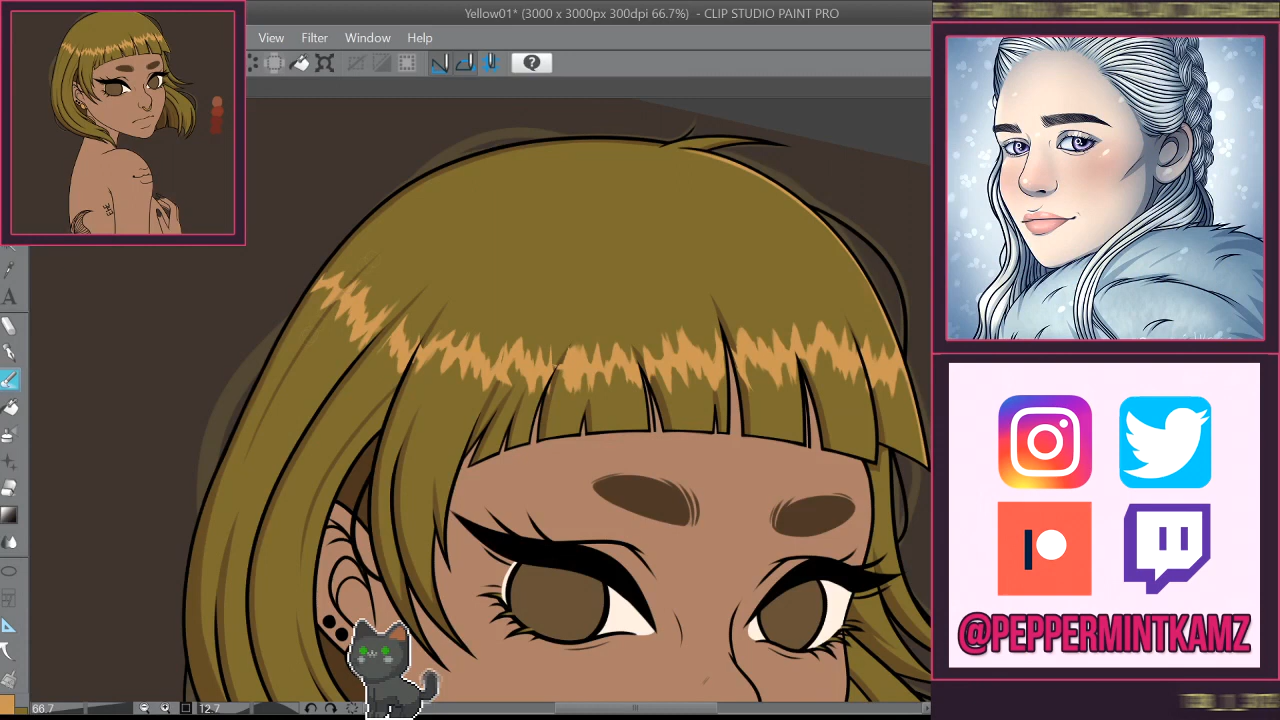 Yellow01* (3000 x 3000px 300dpi 66.7%) - CLIP STUDIO PAINT PRO
View Filter Window Help
A
@PEPPERMINTKAMZ
66.7 12.7